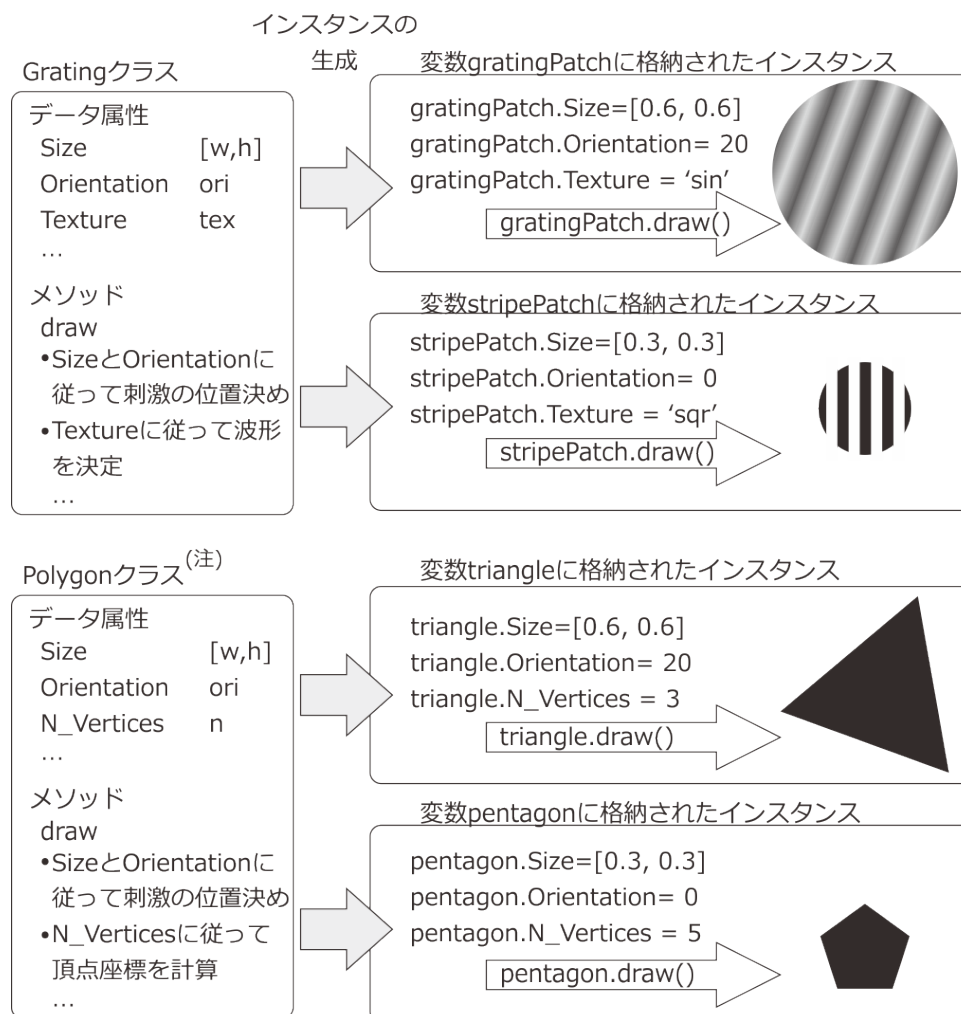 インスタンスの
生成
Gratingクラス
データ属性
Size [w,h]
Orientation ori
Texture tex
…
メソッド
draw
•SizeとOrientationに
従って刺激の位置決め
•Textureに従って波形
を決定
…
変数gratingPatchに格納されたインスタンス
gratingPatch.Size=[0.6, 0.6]
gratingPatch.Orientation= 20
gratingPatch.Texture = ‘sin’
gratingPatch.draw()
変数stripePatchに格納されたインスタンス
stripePatch.Size=[0.3, 0.3]
stripePatch.Orientation= 0
stripePatch.Texture = ‘sqr’
stripePatch.draw()
Polygonクラス(注)
データ属性
Size [w,h]
Orientation ori
N_Vertices n
…
メソッド
draw
•SizeとOrientationに
従って刺激の位置決め
•N_Verticesに従って
頂点座標を計算
…
変数triangleに格納されたインスタンス
triangle.Size=[0.6, 0.6]
triangle.Orientation= 20
triangle.N_Vertices = 3
triangle.draw()
変数pentagonに格納されたインスタンス
pentagon.Size=[0.3, 0.3]
pentagon.Orientation= 0
pentagon.N_Vertices = 5
pentagon.draw()